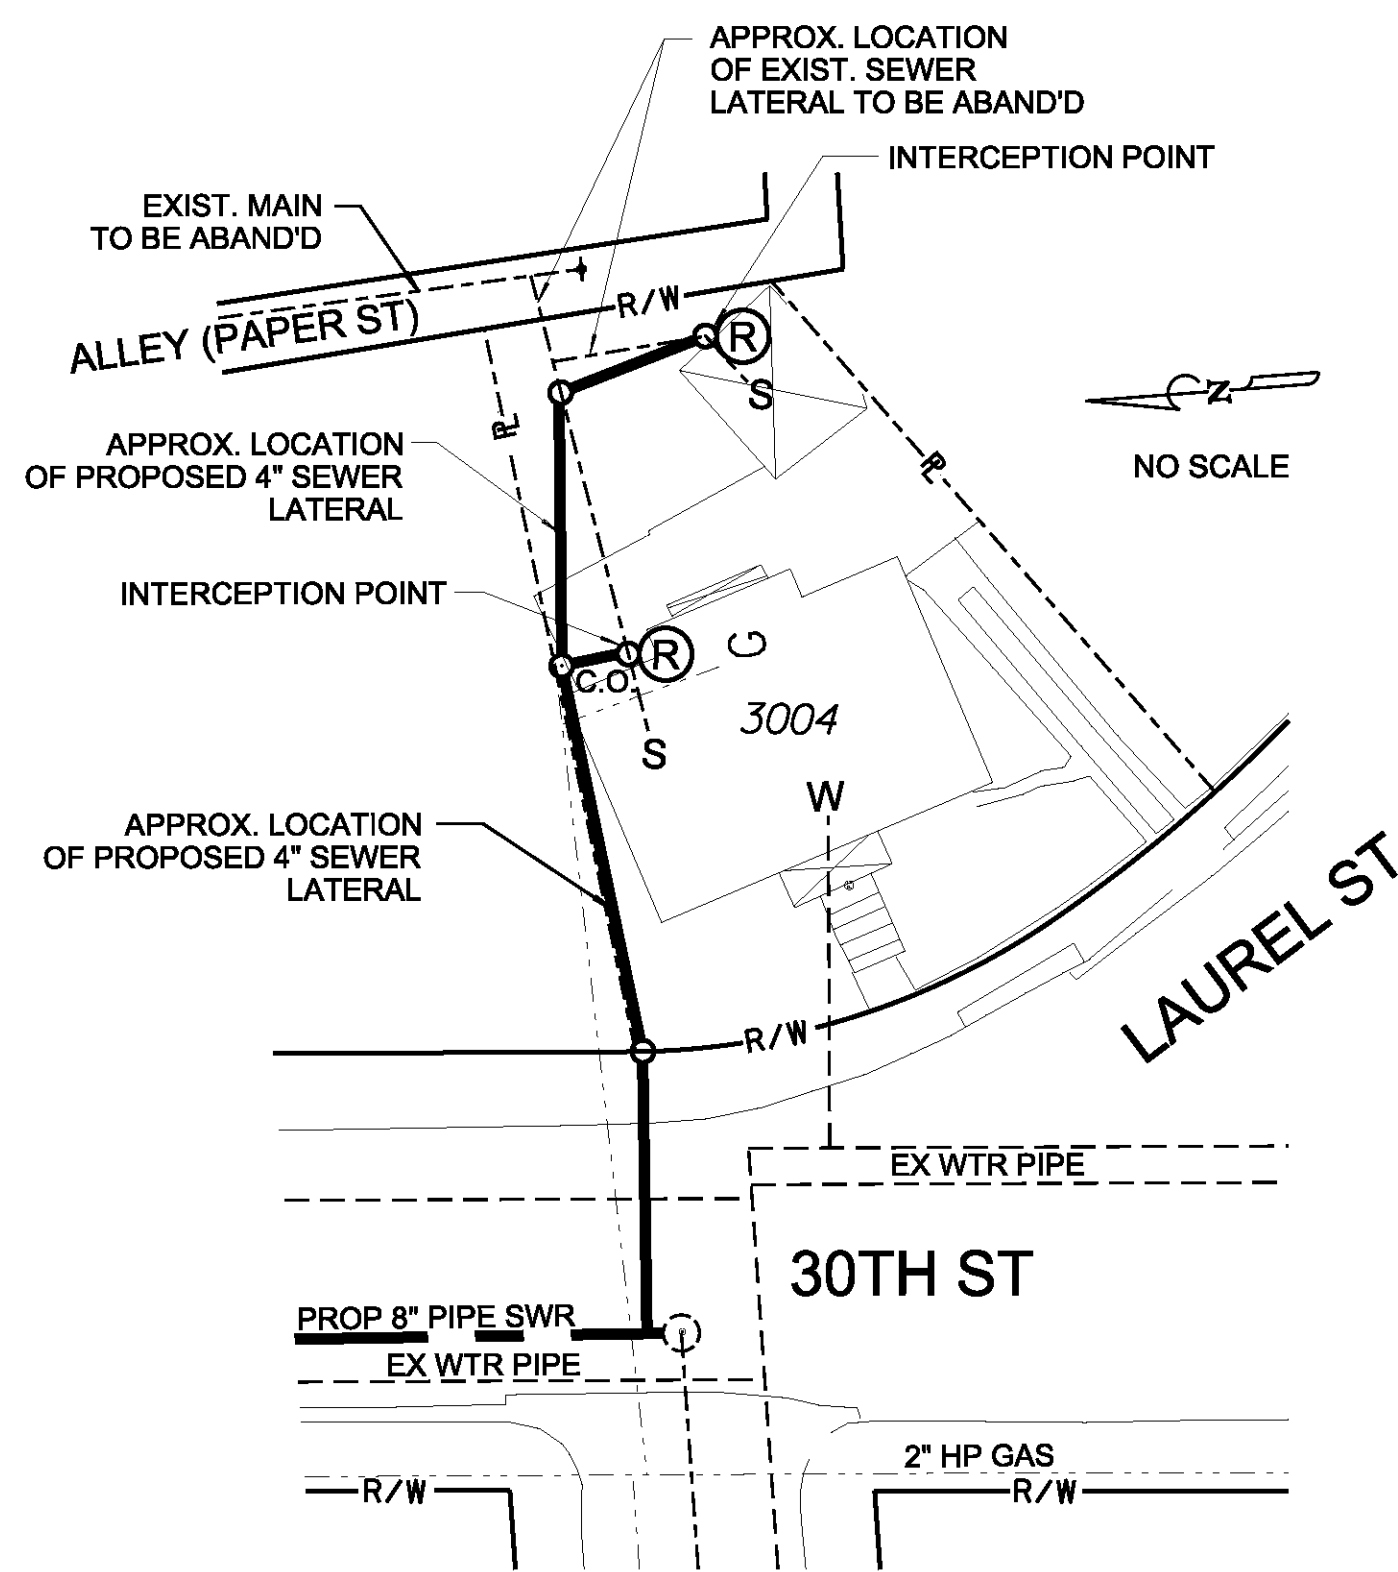 APPROX. LOCATION
OF EXIST. SEWER
LATERAL TO BE ABAND'D
INTERCEPTION POINT
EXIST. MAIN
TO BE ABAND'D
R/W
ALLEY (PAPER ST)
R
S
PL
APPROX. LOCATION
OF PROPOSED 4" SEWER
LATERAL
PL
N
NO SCALE
INTERCEPTION POINT
R
C.O.
G
S
3004
W
APPROX. LOCATION
OF PROPOSED 4" SEWER
LATERAL
LAUREL ST
R/W
EX WTR PIPE
30TH ST
PROP 8" PIPE SWR
EX WTR PIPE
2" HP GAS
R/W
R/W